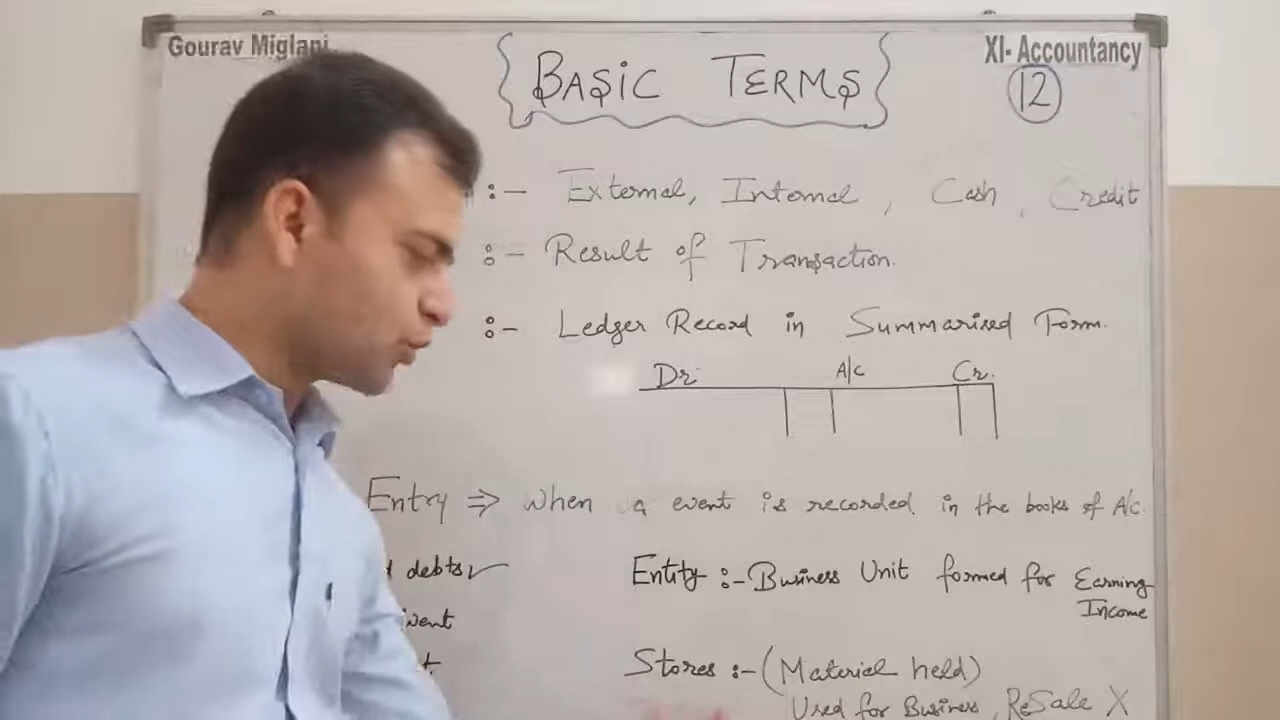 Gourav Miglani
XI- Accountancy
BASIC TERMS
12
:- External, Internal, Cash, Credit
:- Result of Transaction.
:- Ledger Record in Summarised Form.
Dr. A/c Cr.
Entry ⇒ When a event is recorded in the books of A/c.
debts ✓
Entity :- Business Unit formed for Earning
Income
Stores :- (Material held)
Used for Business, ReSale X